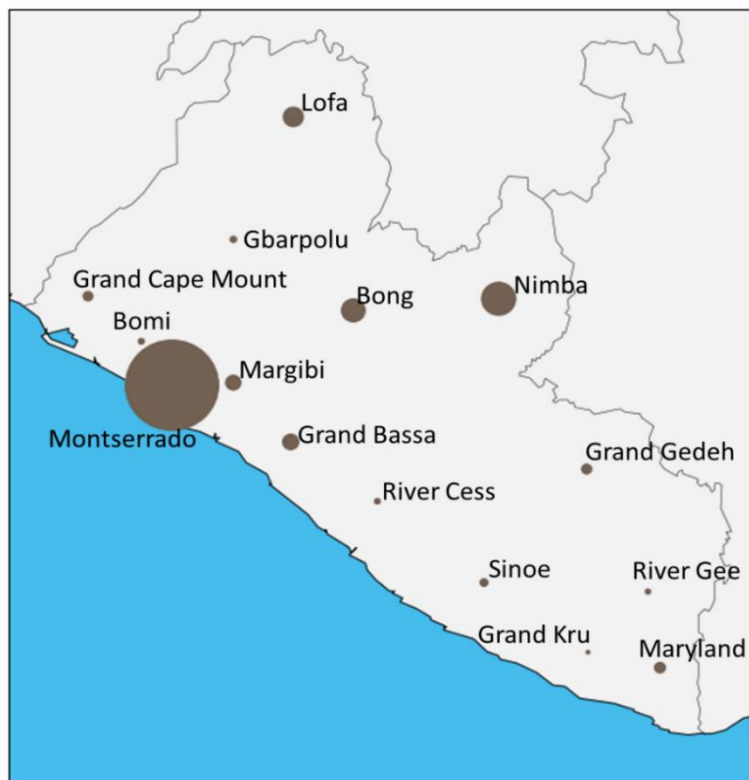 Lofa
Gbarpolu
Grand Cape Mount
Nimba
Bong
Bomi
Margibi
Montserrado
Grand Bassa
Grand Gedeh
River Cess
Sinoe
River Gee
Grand Kru
Maryland